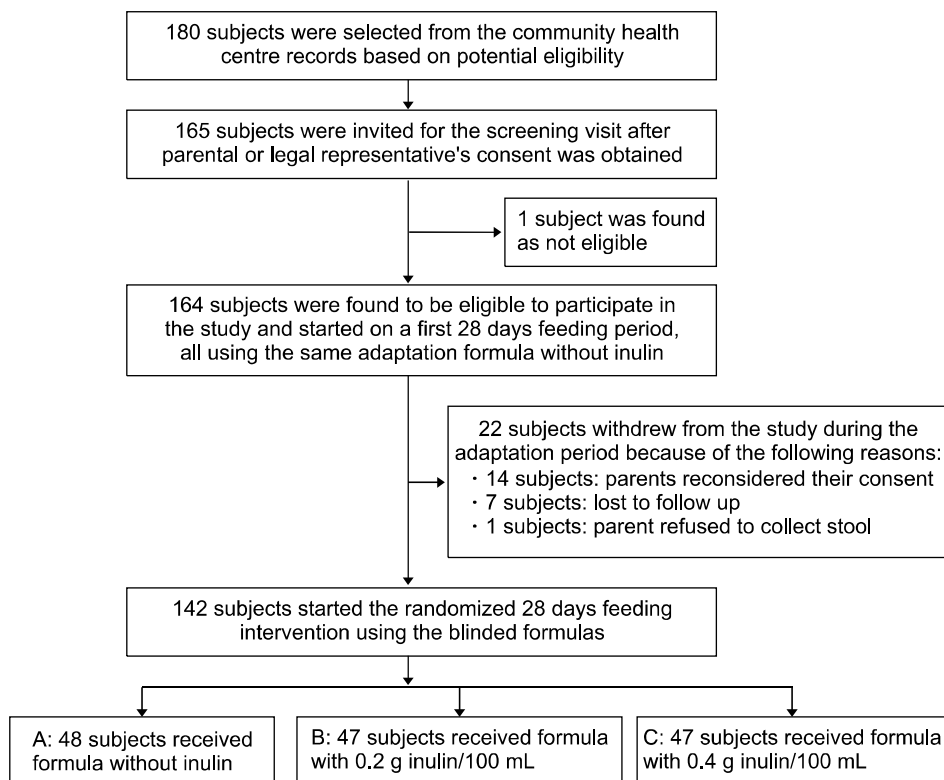 180 subjects were selected from the community health
centre records based on potential eligibility
165 subjects were invited for the screening visit after
parental or legal representative's consent was obtained
1 subject was found
as not eligible
164 subjects were found to be eligible to participate in
the study and started on a first 28 days feeding period,
all using the same adaptation formula without inulin
22 subjects withdrew from the study during the
adaptation period because of the following reasons:
· 14 subjects: parents reconsidered their consent
· 7 subjects: lost to follow up
· 1 subjects: parent refused to collect stool
142 subjects started the randomized 28 days feeding
intervention using the blinded formulas
A: 48 subjects received
formula without inulin
B: 47 subjects received formula
with 0.2 g inulin/100 mL
C: 47 subjects received formula
with 0.4 g inulin/100 mL